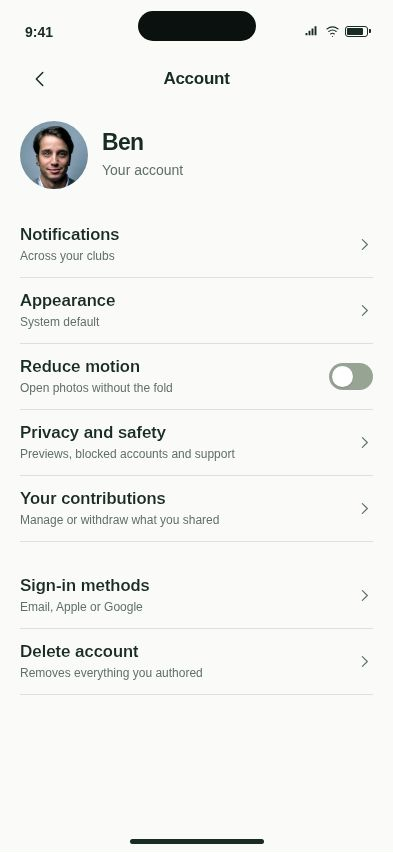 9:41
Account
Ben
Your account
Notifications
Across your clubs
Appearance
System default
Reduce motion
Open photos without the fold
Privacy and safety
Previews, blocked accounts and support
Your contributions
Manage or withdraw what you shared
Sign-in methods
Email, Apple or Google
Delete account
Removes everything you authored